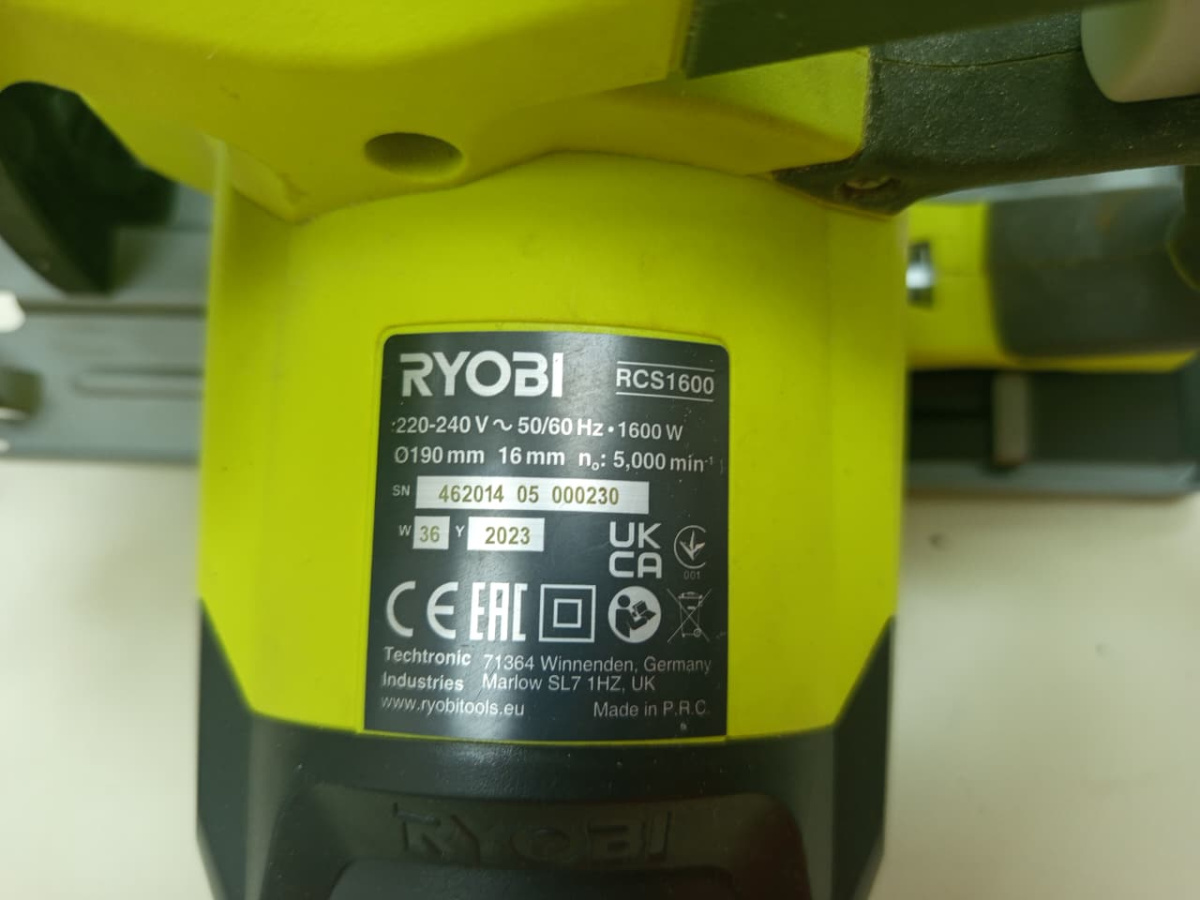 RYOBI RCS1600
220-240 V ~ 50/60 Hz • 1600 W
Ø190 mm 16 mm n₀: 5,000 min⁻¹
SN 462014 05 000230
W 36 Y 2023
UK
CA
001
CE EAC
Techtronic 71364 Winnenden, Germany
Industries Marlow SL7 1HZ, UK
www.ryobitools.eu Made in P.R.C.
RYOBI